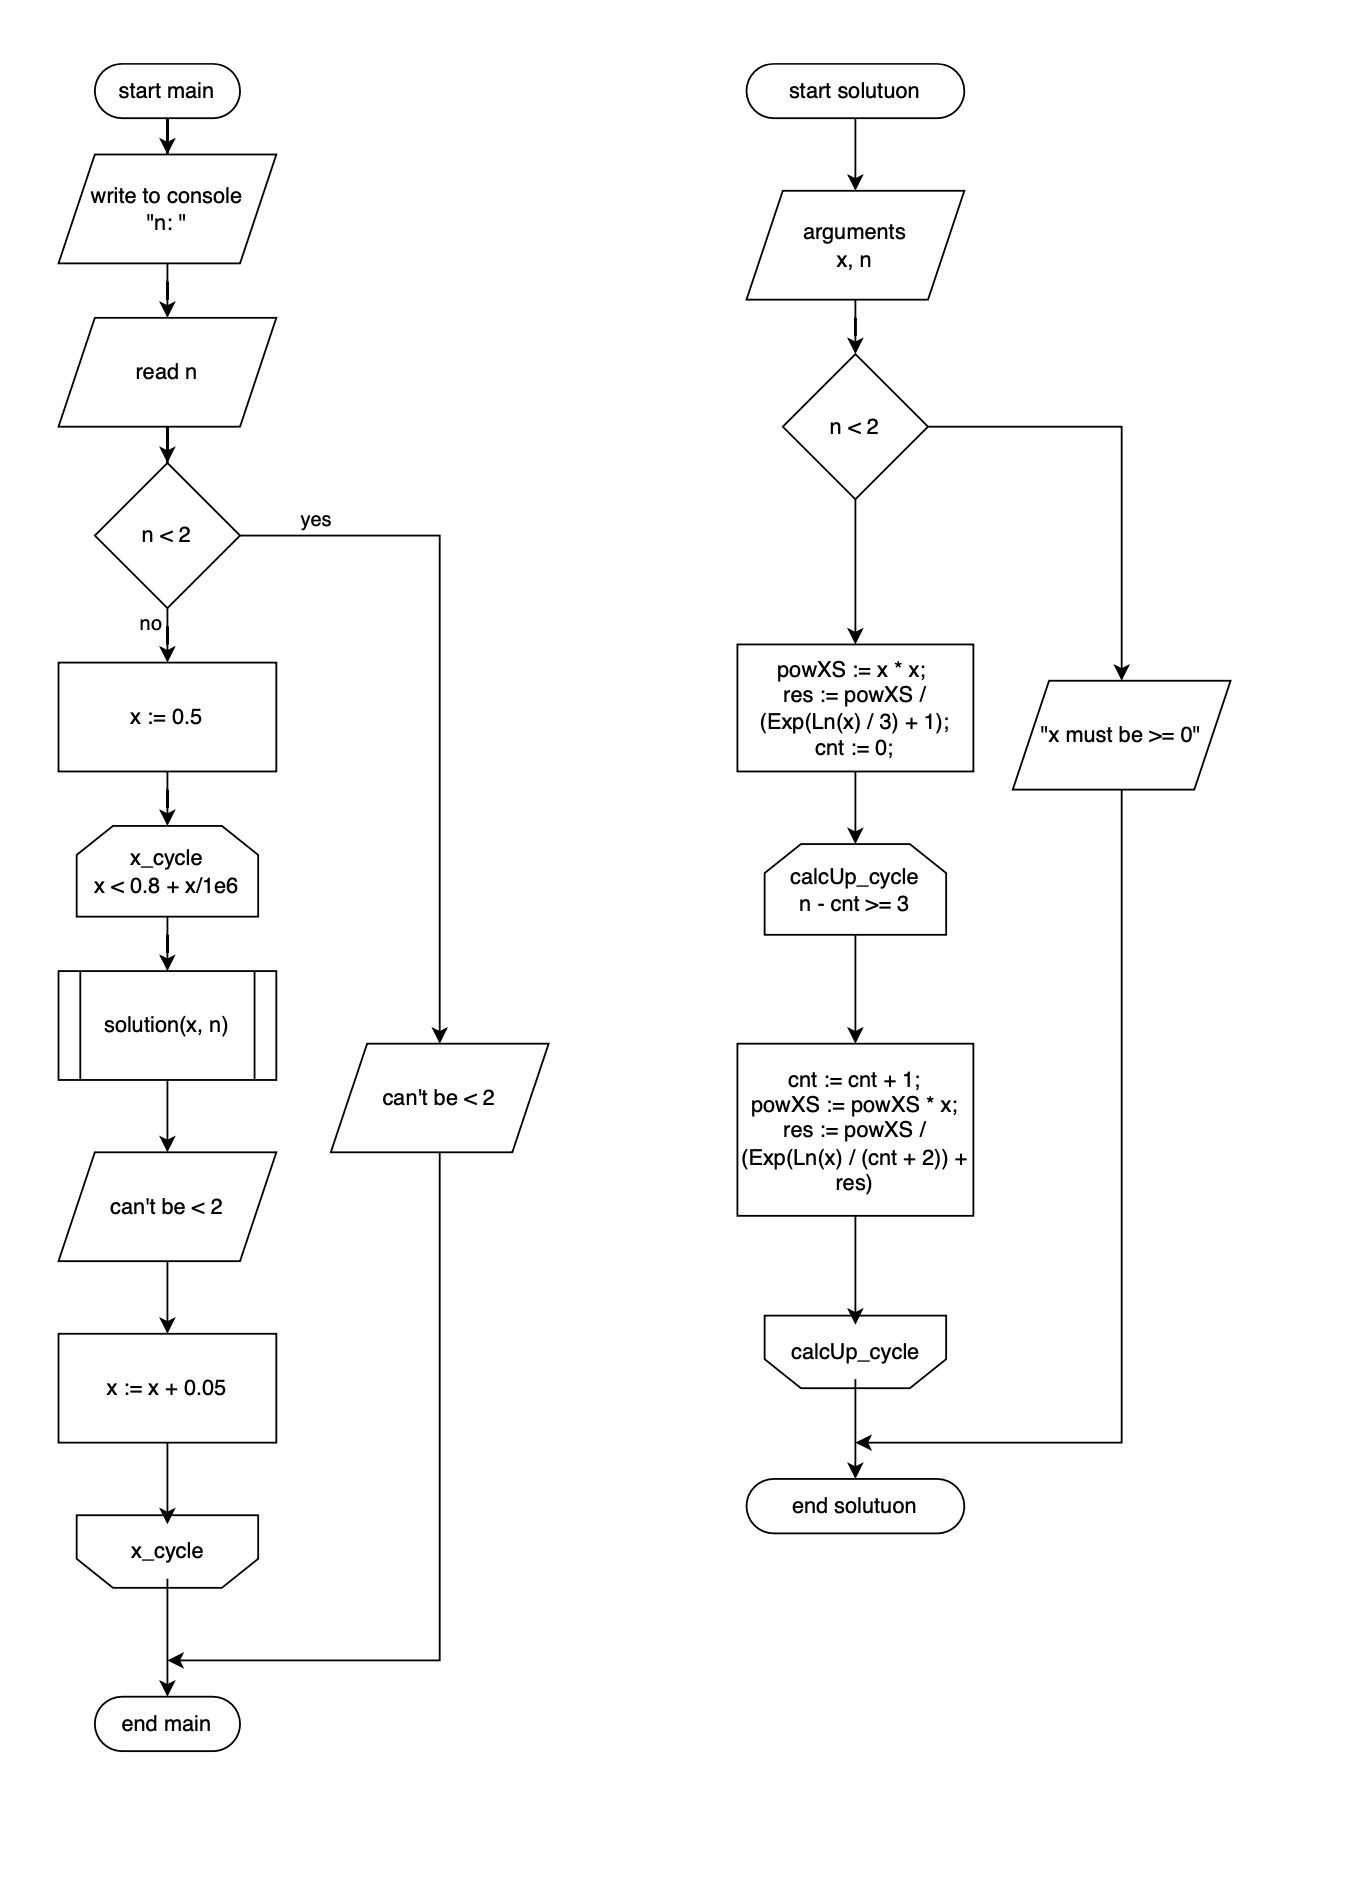 start main
write to console
"n: "
read n
n < 2
yes
no
x := 0.5
x_cycle
x < 0.8 + x/1e6
solution(x, n)
can't be < 2
can't be < 2
x := x + 0.05
x_cycle
end main
start solutuon
arguments
x, n
n < 2
powXS := x * x;
res := powXS /
(Exp(Ln(x) / 3) + 1);
cnt := 0;
"x must be >= 0"
calcUp_cycle
n - cnt >= 3
cnt := cnt + 1;
powXS := powXS * x;
res := powXS /
(Exp(Ln(x) / (cnt + 2)) +
res)
calcUp_cycle
end solutuon